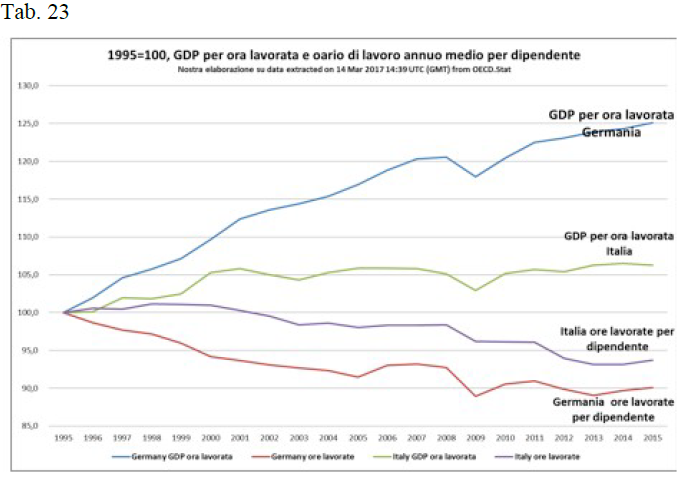 Tab. 23
1995=100, GDP per ora lavorata e oario di lavoro annuo medio per dipendente
Nostra elaborazione su data extracted on 14 Mar 2017 14:39 UTC (GMT) from OECD.Stat
130,0
125,0
120,0
115,0
110,0
105,0
100,0
95,0
90,0
85,0
GDP per ora lavorata
Germania
GDP per ora lavorata
Italia
Italia ore lavorate per
dipendente
Germania ore lavorate
per dipendente
1995 1996 1997 1998 1999 2000 2001 2002 2003 2004 2005 2006 2007 2008 2009 2010 2011 2012 2013 2014 2015
Germany GDP ora lavorata Germany ore lavorate Italy GDP ora lavorata Italy ore lavorate